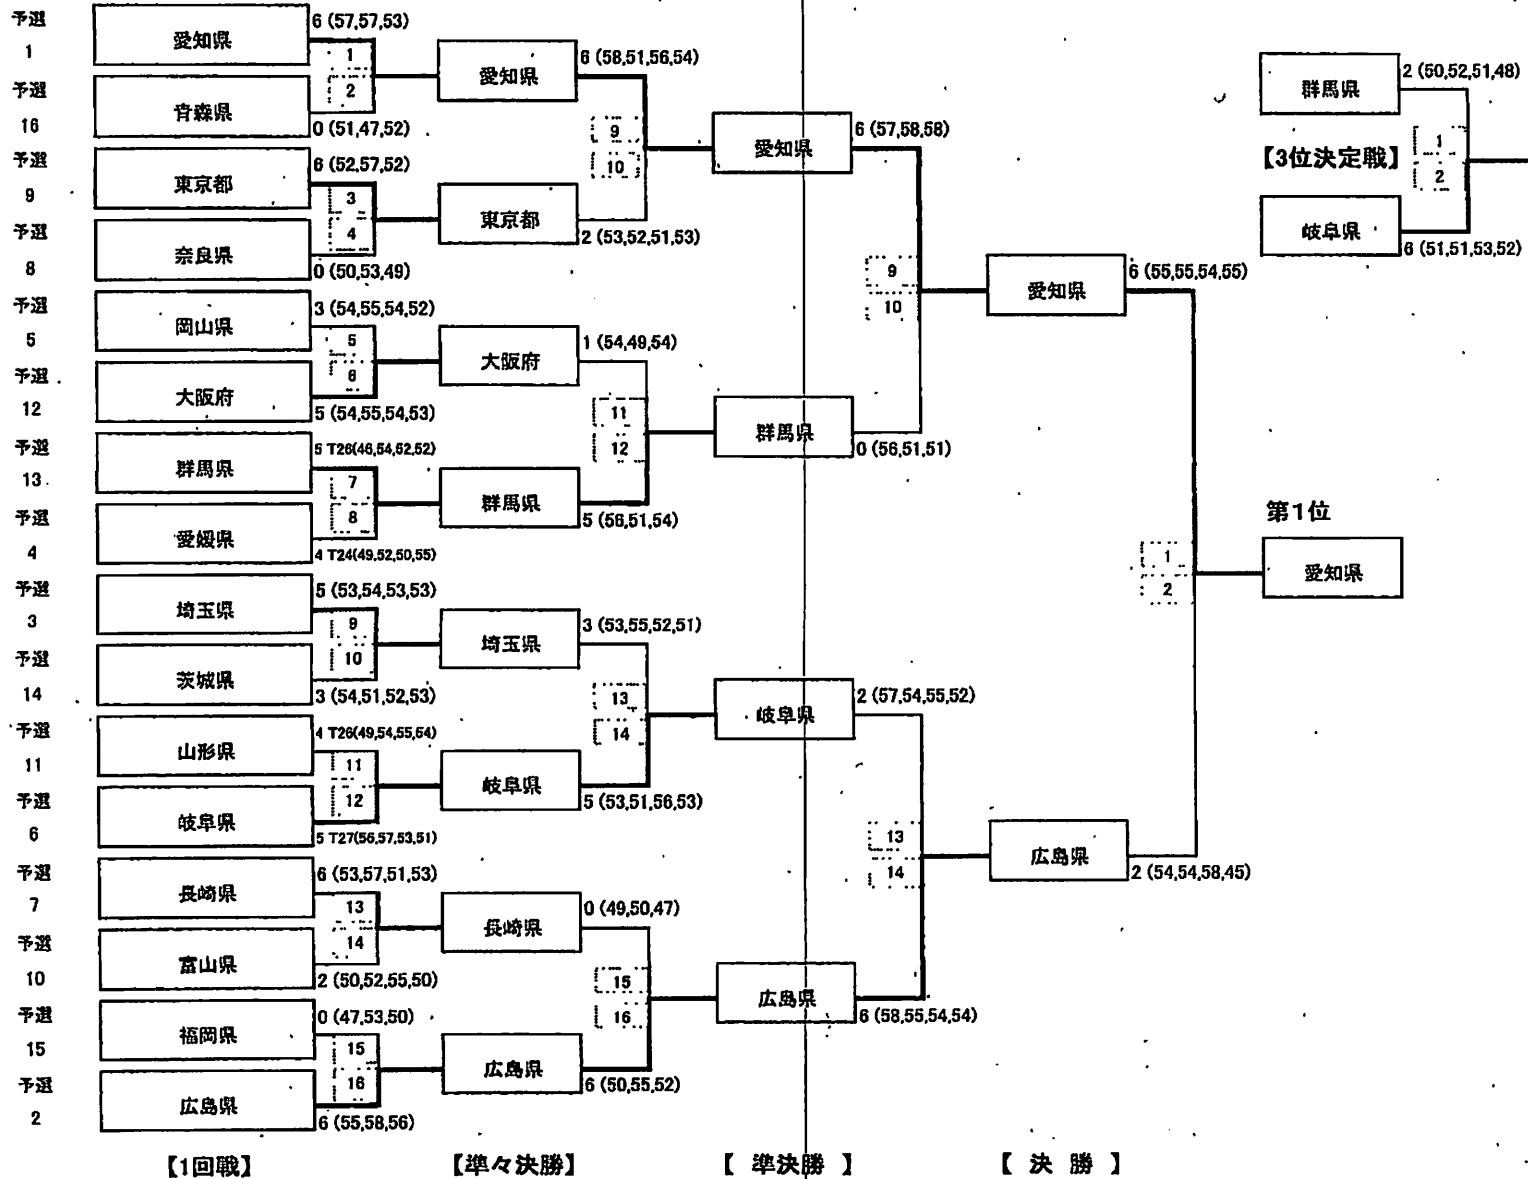 予選
1
愛知県
6 (57,57,53)
予選
16
青森県
0 (51,47,52)
1
2
予選
9
東京都
6 (52,57,52)
予選
8
奈良県
0 (50,53,49)
3
4
予選
5
岡山県
3 (54,55,54,52)
予選
12
大阪府
5 (54,55,54,53)
5
6
予選
13
群馬県
5 T26(46,54,52,52)
予選
4
愛媛県
4 T24(49,52,50,55)
7
8
予選
3
埼玉県
5 (53,54,53,53)
予選
14
茨城県
3 (54,51,52,53)
9
10
予選
11
山形県
4 T26(49,54,55,54)
予選
6
岐阜県
5 T27(56,57,53,51)
11
12
予選
7
長崎県
6 (53,57,51,53)
予選
10
富山県
2 (50,52,55,50)
13
14
予選
15
福岡県
0 (47,53,50)
予選
2
広島県
6 (55,58,56)
15
16
【1回戦】
愛知県
6 (58,51,56,54)
東京都
2 (53,52,51,53)
9
10
大阪府
1 (54,49,54)
群馬県
5 (56,51,54)
11
12
埼玉県
3 (53,55,52,51)
岐阜県
5 (53,51,56,53)
13
14
長崎県
0 (49,50,47)
広島県
6 (50,55,52)
15
16
【準々決勝】
愛知県
6 (57,58,58)
群馬県
0 (56,51,51)
9
10
岐阜県
2 (57,54,55,52)
広島県
6 (58,55,54,54)
13
14
【 準決勝 】
愛知県
6 (55,55,54,55)
広島県
2 (54,54,58,45)
1
2
【 決 勝 】
第1位
愛知県
群馬県
2 (50,52,51,48)
【3位決定戦】
1
2
岐阜県
6 (51,51,53,52)